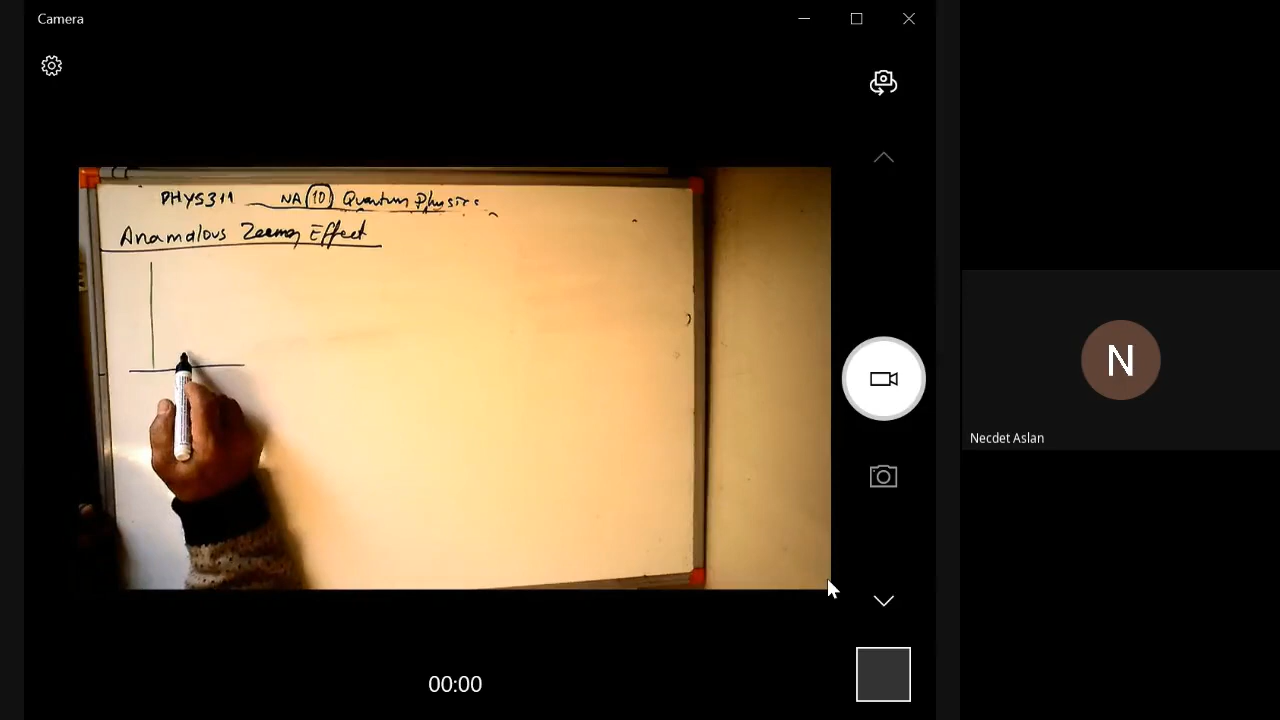 Camera
PHYS311 NA 10 Quantum Physics
Anamalous Zeeman Effect
N
Necdet Aslan
00:00